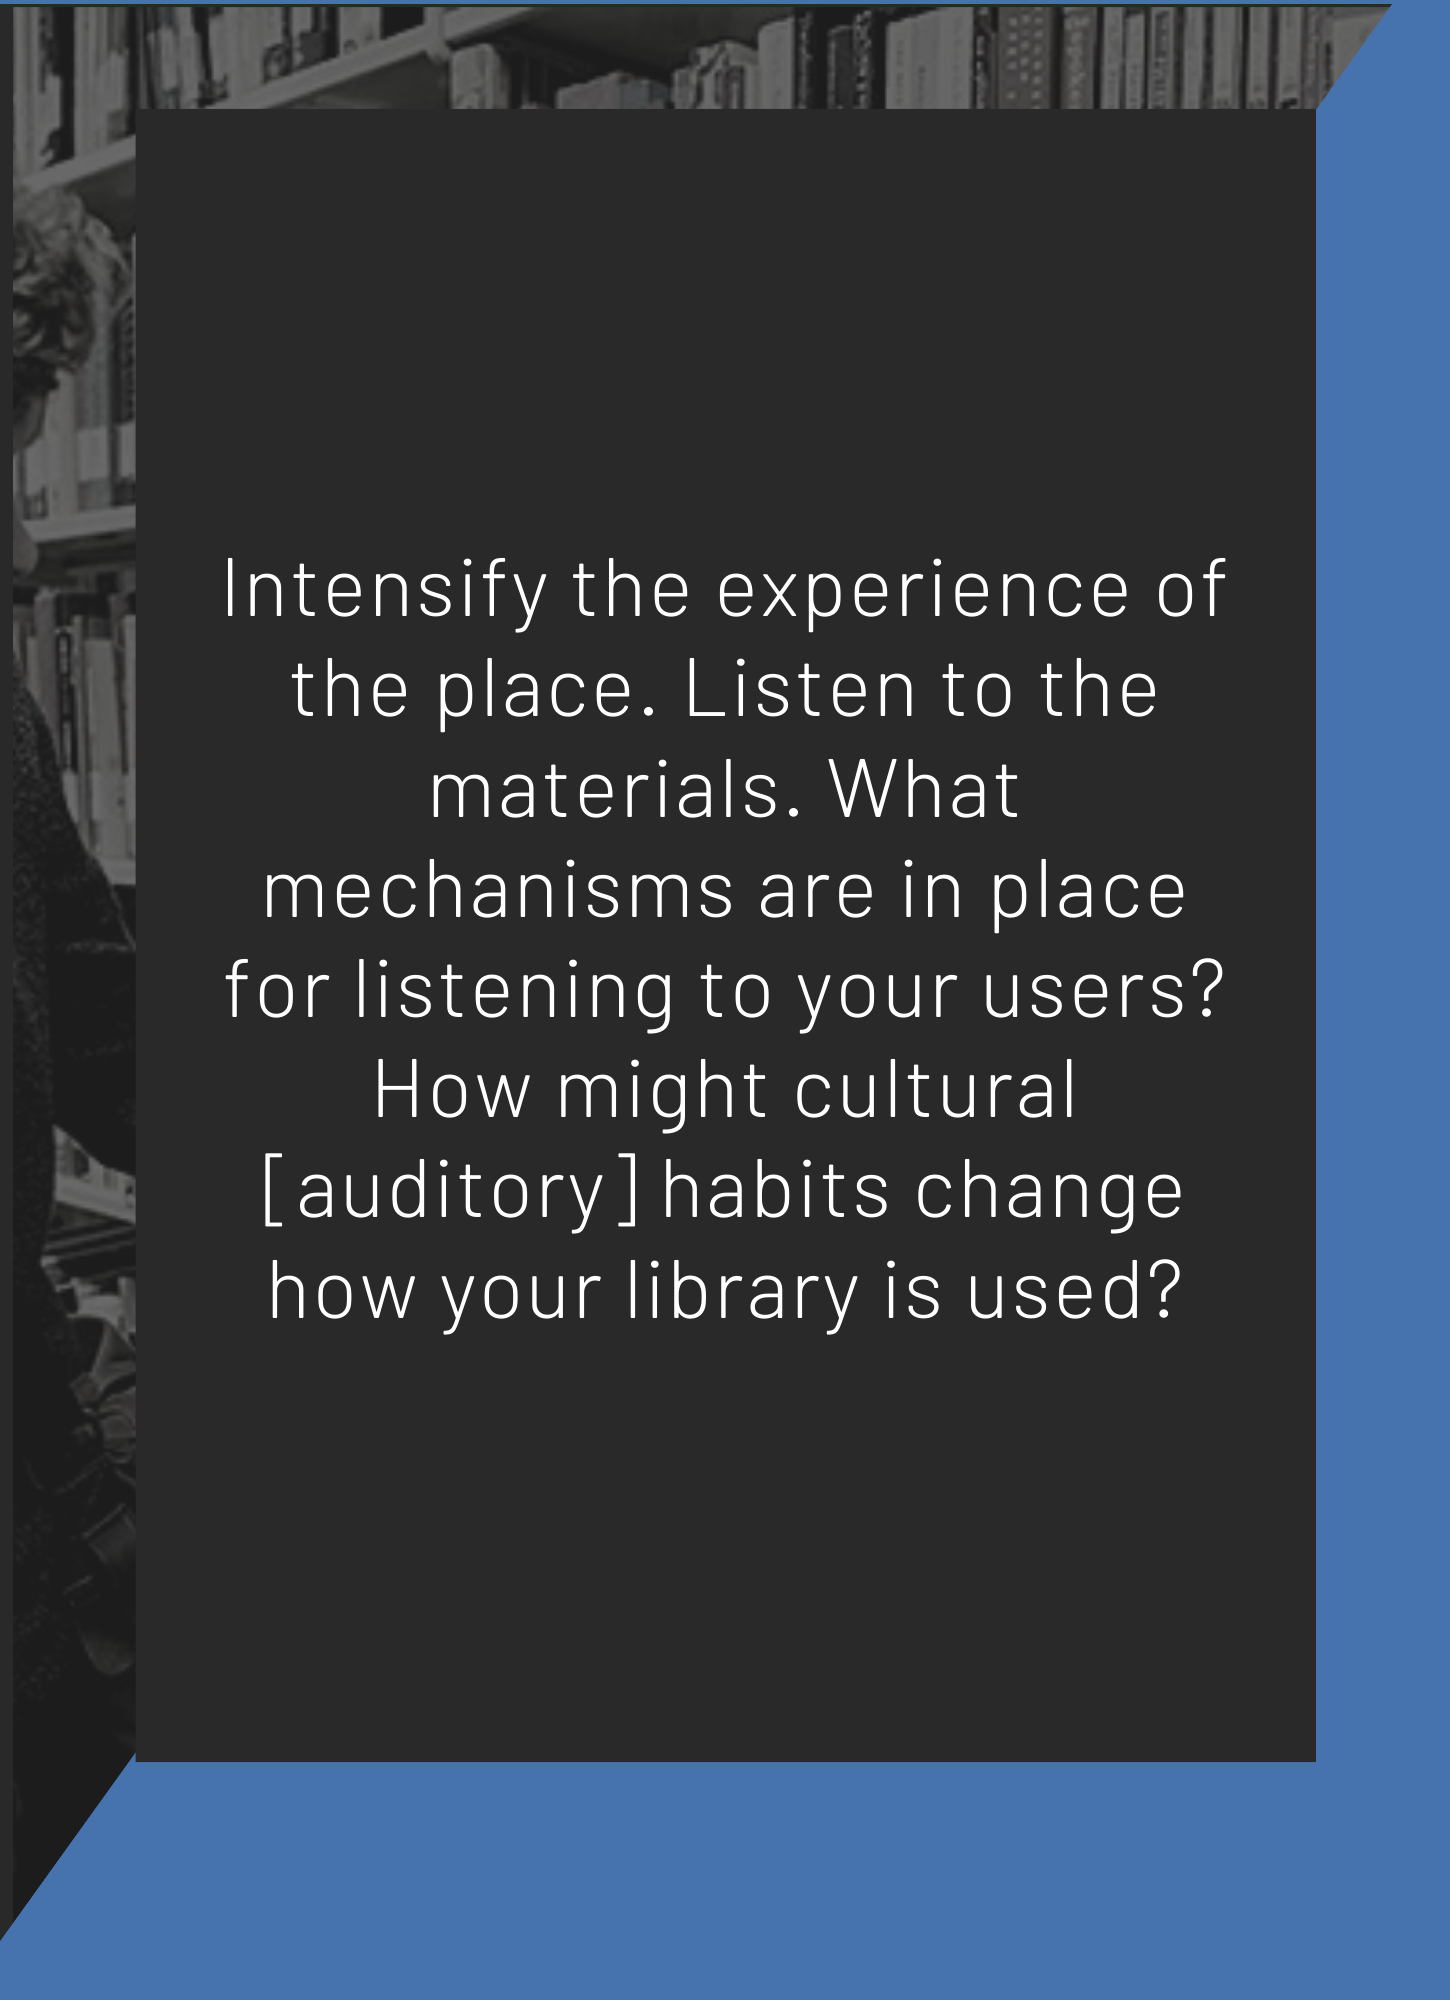 Intensify the experience of
the place. Listen to the
materials. What
mechanisms are in place
for listening to your users?
How might cultural
[auditory] habits change
how your library is used?